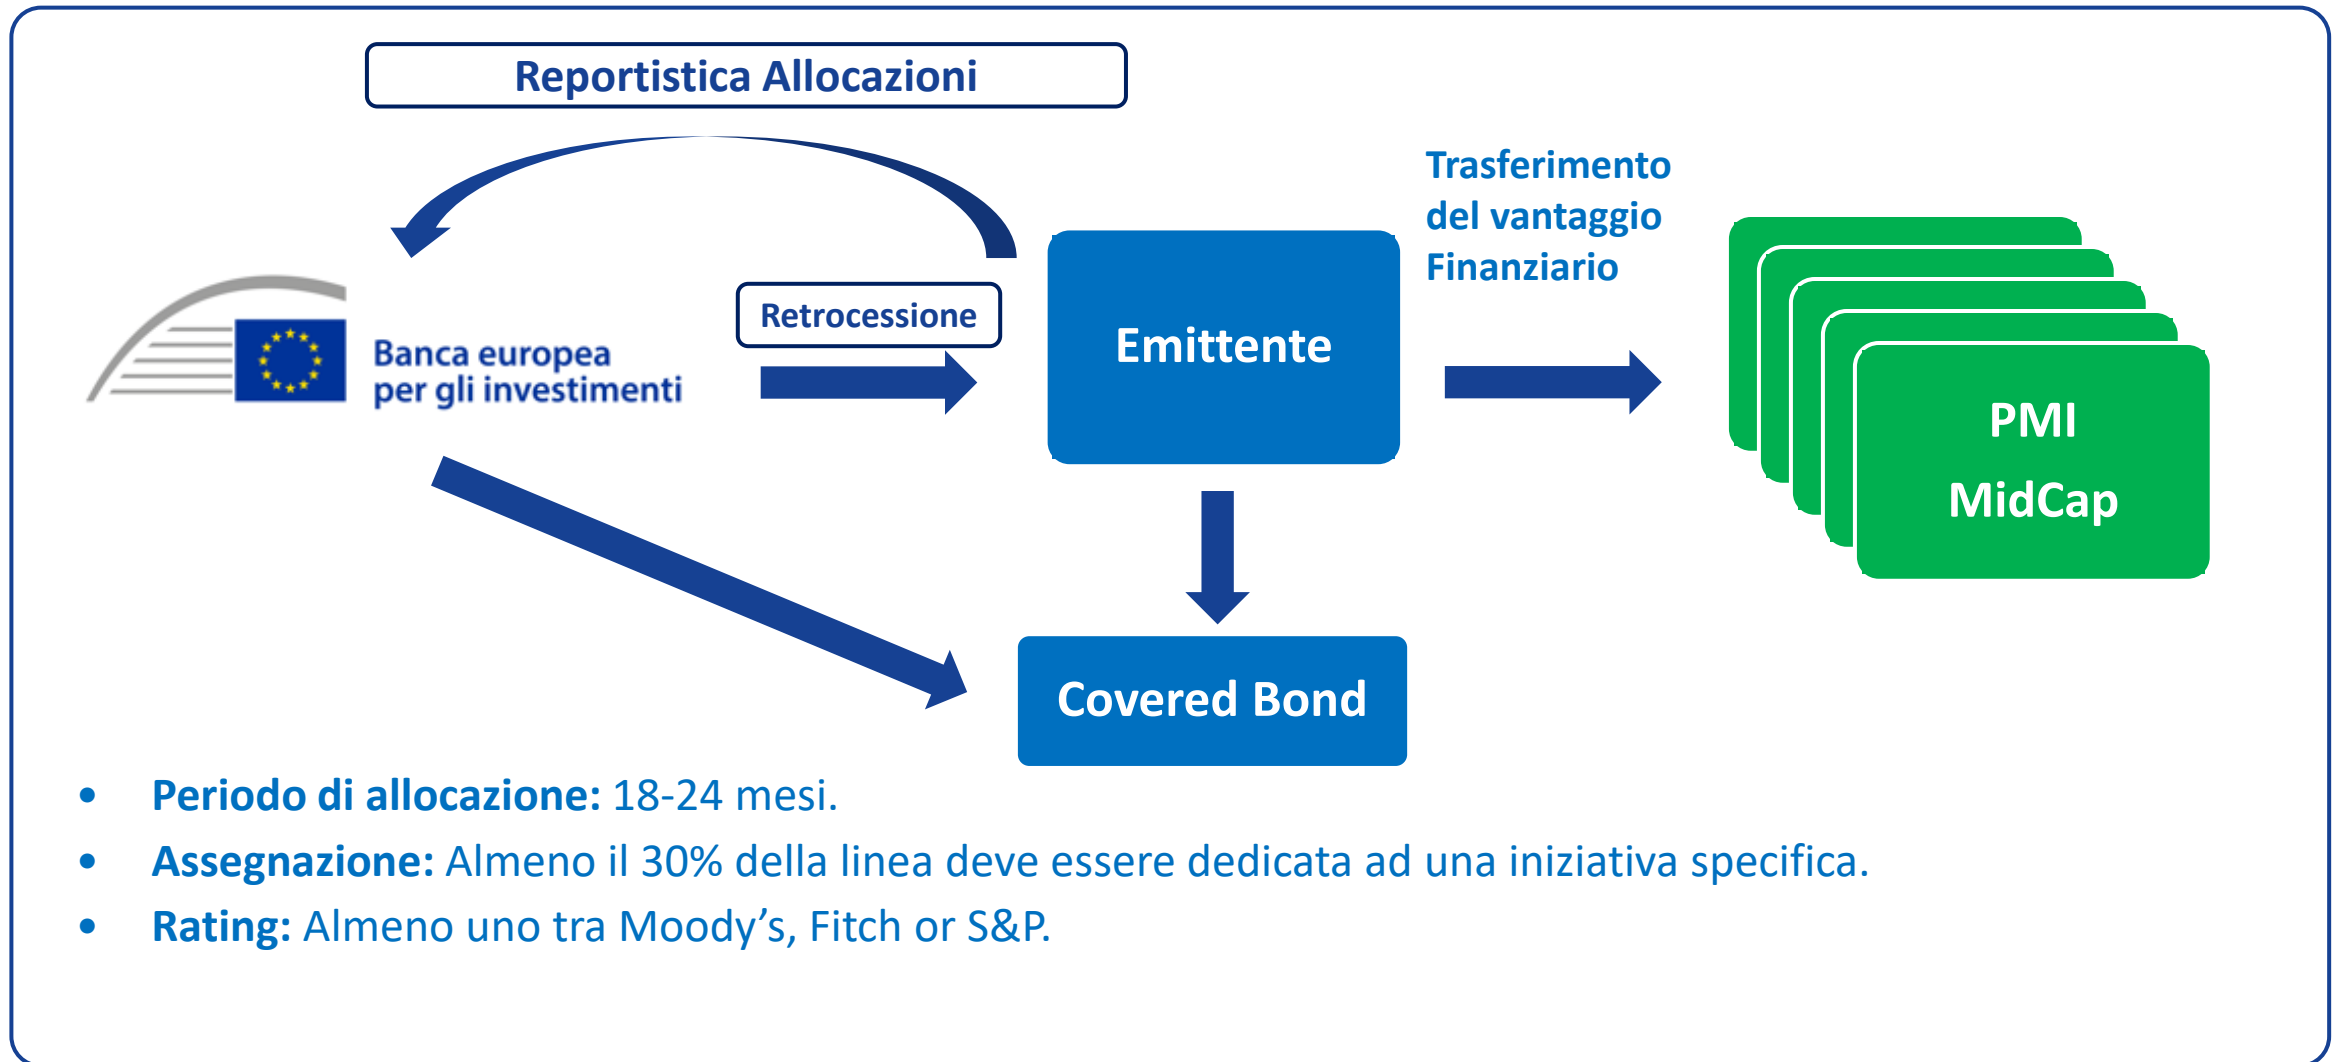 Reportistica Allocazioni
Trasferimento
del vantaggio
Finanziario
Retrocessione
Emittente
Banca europea
per gli investimenti
PMI
MidCap
Covered Bond
• Periodo di allocazione: 18-24 mesi.
• Assegnazione: Almeno il 30% della linea deve essere dedicata ad una iniziativa specifica.
• Rating: Almeno uno tra Moody’s, Fitch or S&P.